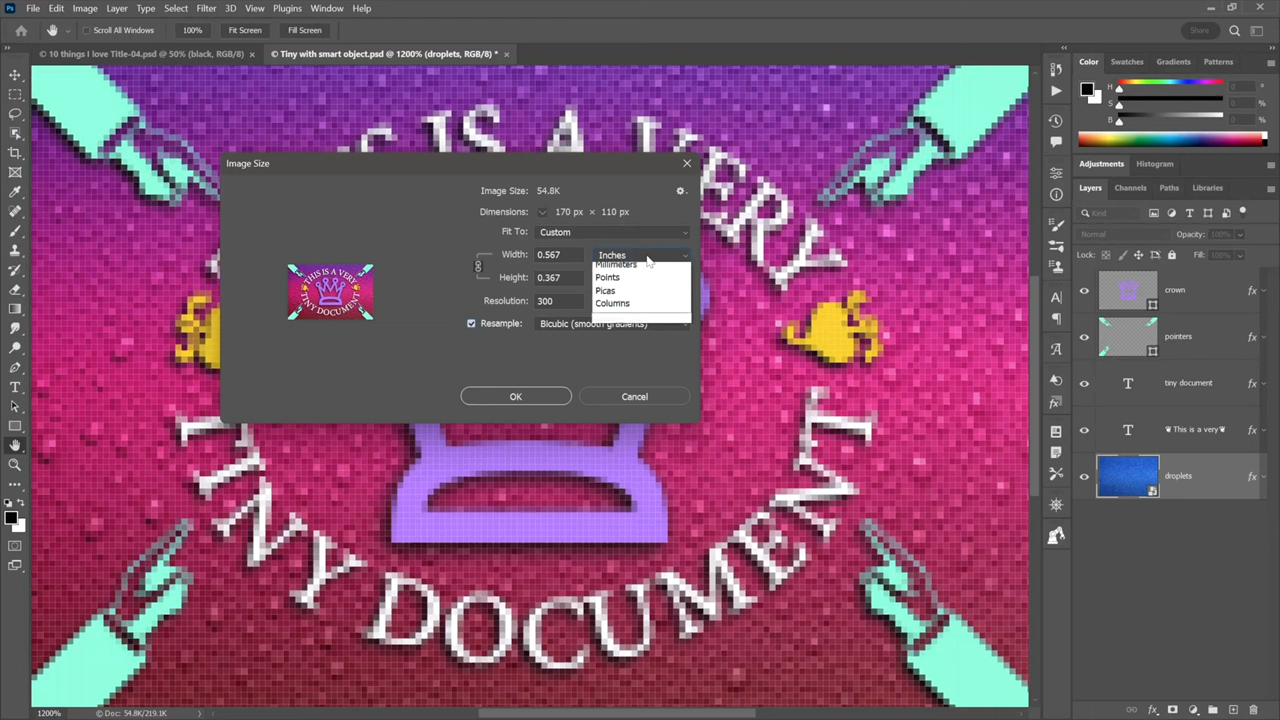 Ps File Edit Image Layer Type Select Filter 3D View Plugins Window Help
Scroll All Windows 100% Fit Screen Fill Screen Share
© 10 things I love Title-04.psd @ 50% (black, RGB/8) × © Tiny with smart object.psd @ 1200% (droplets, RGB/8) * ×
Color Swatches Gradients Patterns
H °
S %
B %
Adjustments Histogram
Layers Channels Paths Libraries
Kind
Normal Opacity:
Lock: Fill:
crown
pointers fx
T tiny document fx
T ❦This is a very❦ fx
droplets fx
IS A VERY
Image Size
Image Size: 54.8K
Dimensions: 170 px × 110 px
Fit To: Custom
Width: 0.567 Inches
Millimeters
Height: 0.367 Points
Picas
Resolution: 300 Columns
Resample: Bicubic (smooth gradients)
OK Cancel
THIS IS A VERY
TINY DOCUMENT
TINY DOCUMENT
1200% © Doc: 54.8K/219.1K